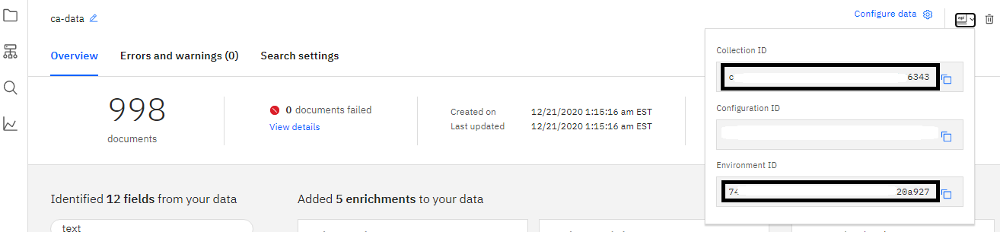 ca-data
Configure data
api
Collection ID
Overview
Errors and warnings (0)
Search settings
c 6343
998
documents
0 documents failed
View details
Created on 12/21/2020 1:15:16 am EST
Last updated 12/21/2020 1:15:16 am EST
Configuration ID
Environment ID
74 20a927
Identified 12 fields from your data
Added 5 enrichments to your data
text